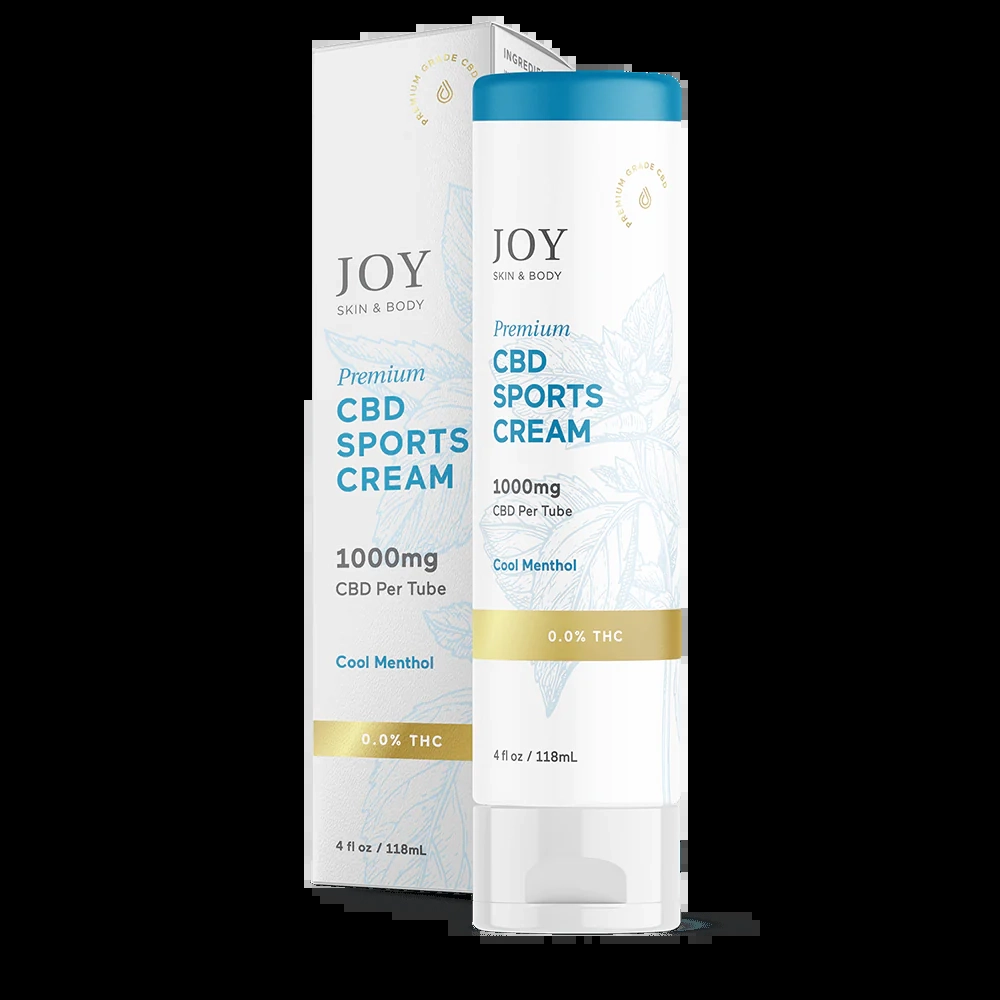 PREMIUM GRADE CBD
JOY
SKIN & BODY
Premium
CBD
SPORTS
CREAM
1000mg
CBD Per Tube
Cool Menthol
0.0% THC
4 fl oz / 118mL
PREMIUM GRADE CBD
JOY
SKIN & BODY
Premium
CBD
SPORTS
CREAM
1000mg
CBD Per Tube
Cool Menthol
0.0% THC
4 fl oz / 118mL